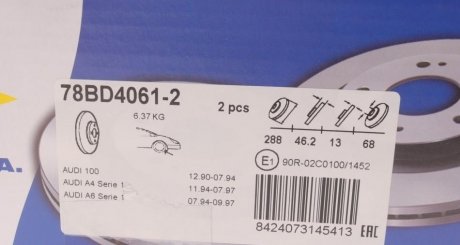 78BD4061-2
2 pcs
6.37 KG
288 46.2 13 68
E1 90R-02C0100/1452
AUDI 100 12.90-07.94
AUDI A4 Serie 1 11.94-07.97
AUDI A6 Serie 1 07.94-09.97
8424073145413 EAC
A.